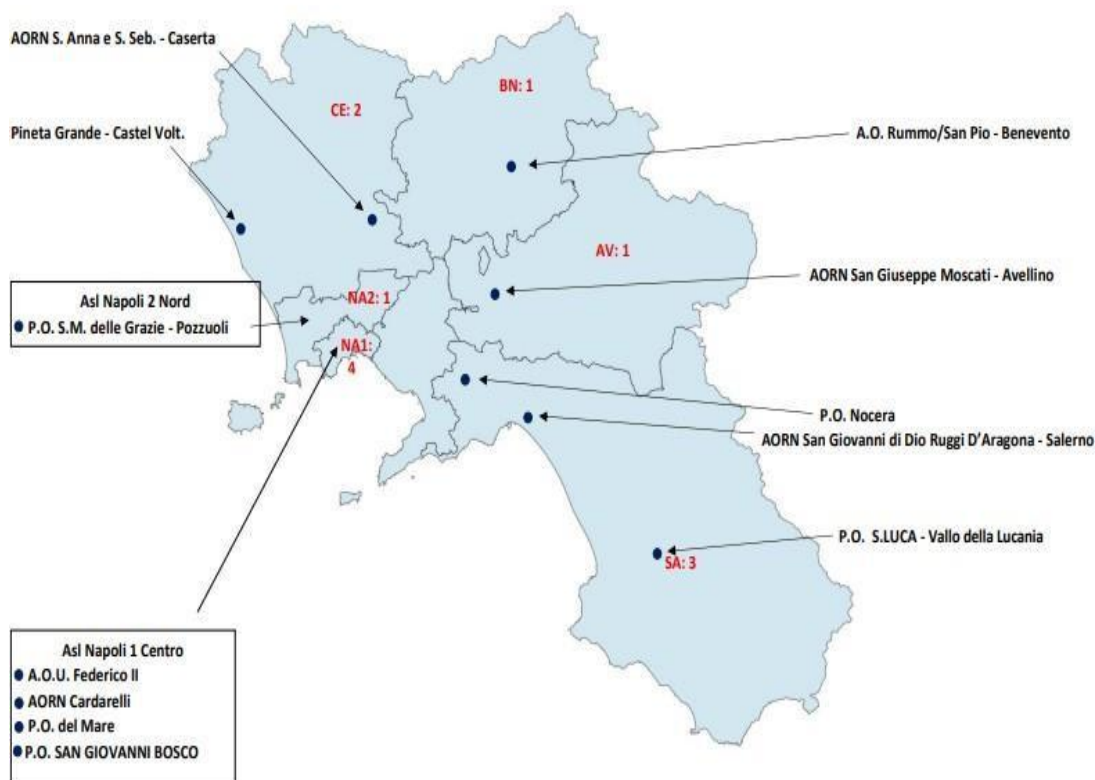 AORN S. Anna e S. Seb. - Caserta
BN: 1
CE: 2
Pineta Grande - Castel Volt.
A.O. Rummo/San Pio - Benevento
AV: 1
AORN San Giuseppe Moscati - Avellino
Asl Napoli 2 Nord
P.O. S.M. delle Grazie - Pozzuoli
NA2: 1
NA1:
4
P.O. Nocera
AORN San Giovanni di Dio Ruggi D'Aragona - Salerno
P.O. S.LUCA - Vallo della Lucania
SA: 3
Asl Napoli 1 Centro
A.O.U. Federico II
AORN Cardarelli
P.O. del Mare
P.O. SAN GIOVANNI BOSCO